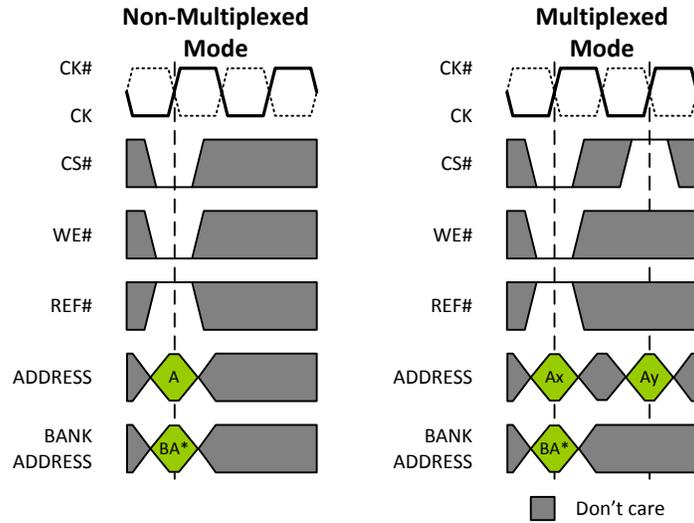 Non-Multiplexed
Mode
CK#
CK
CS#
WE#
REF#
ADDRESS
A
BANK
ADDRESS
BA*
Multiplexed
Mode
CK#
CK
CS#
WE#
REF#
ADDRESS
Ax
Ay
BANK
ADDRESS
BA*
Don't care